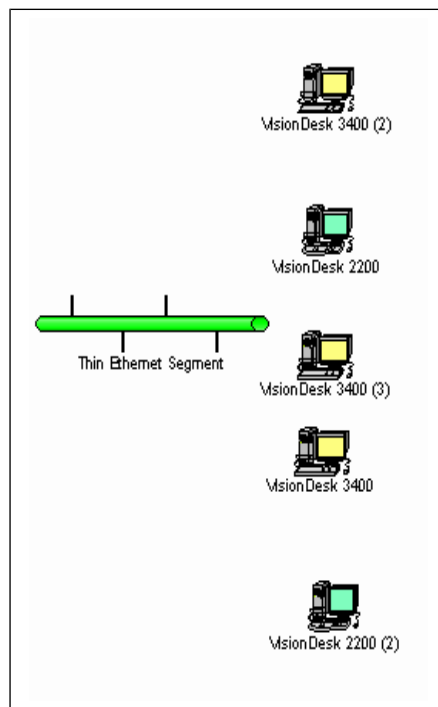 VisionDesk 3400 (2)
VisionDesk 2200
Thin Ethernet Segment
VisionDesk 3400 (3)
VisionDesk 3400
VisionDesk 2200 (2)